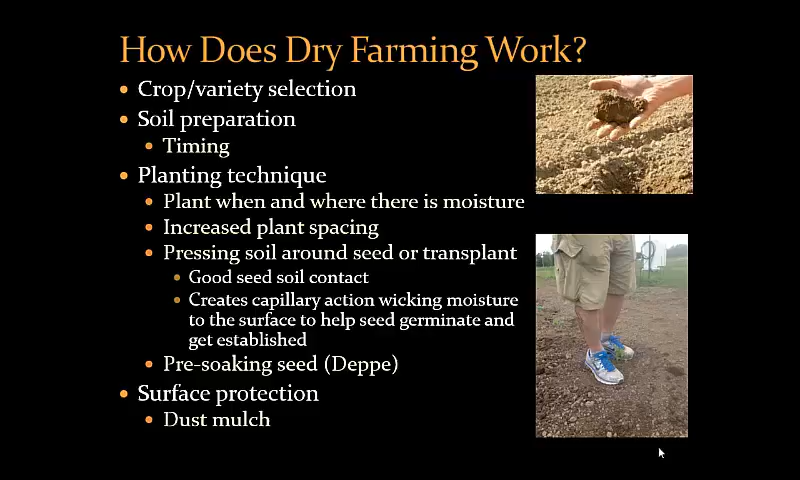 How Does Dry Farming Work?
• Crop/variety selection
• Soil preparation
• Timing
• Planting technique
• Plant when and where there is moisture
• Increased plant spacing
• Pressing soil around seed or transplant
• Good seed soil contact
• Creates capillary action wicking moisture
to the surface to help seed germinate and
get established
• Pre-soaking seed (Deppe)
• Surface protection
• Dust mulch